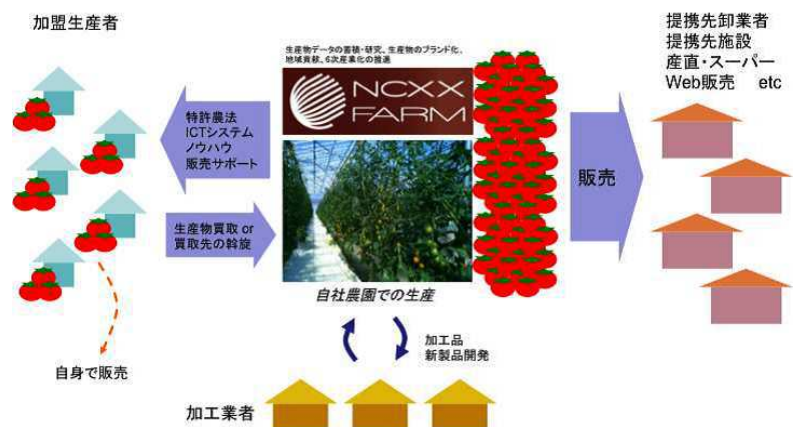 加盟生産者
生産物データの蓄積・研究、生産物のブランド化、
地域貢献、6次産業化の推進
NCXX
FARM
特許農法
ICTシステム
ノウハウ
販売サポート
生産物買取 or
買取先の斡旋
自社農園での生産
販売
提携先卸業者
提携先施設
産直・スーパー
Web販売 etc
自身で販売
加工品
新製品開発
加工業者